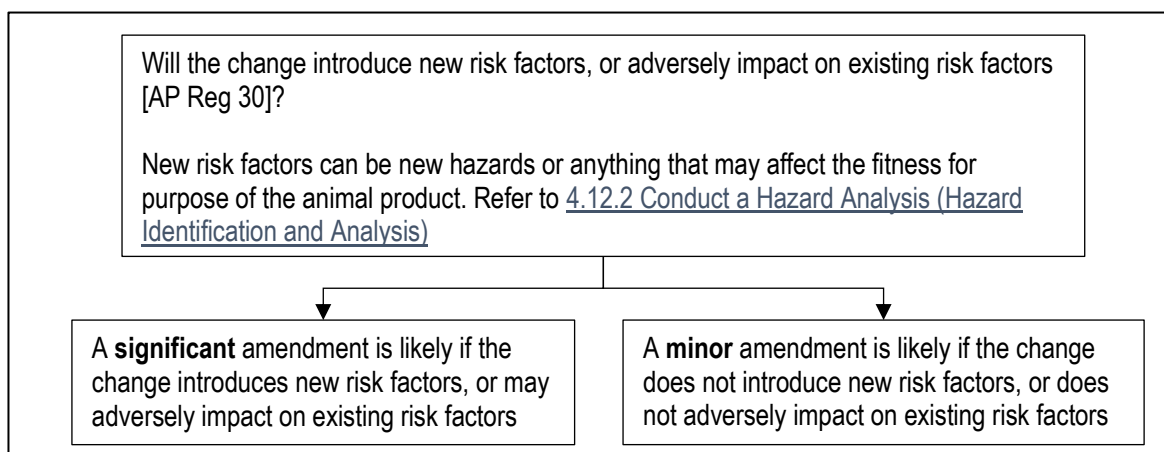 Will the change introduce new risk factors, or adversely impact on existing risk factors
[AP Reg 30]?
New risk factors can be new hazards or anything that may affect the fitness for
purpose of the animal product. Refer to 4.12.2 Conduct a Hazard Analysis (Hazard
Identification and Analysis)
A significant amendment is likely if the
change introduces new risk factors, or may
adversely impact on existing risk factors
A minor amendment is likely if the change
does not introduce new risk factors, or does
not adversely impact on existing risk factors